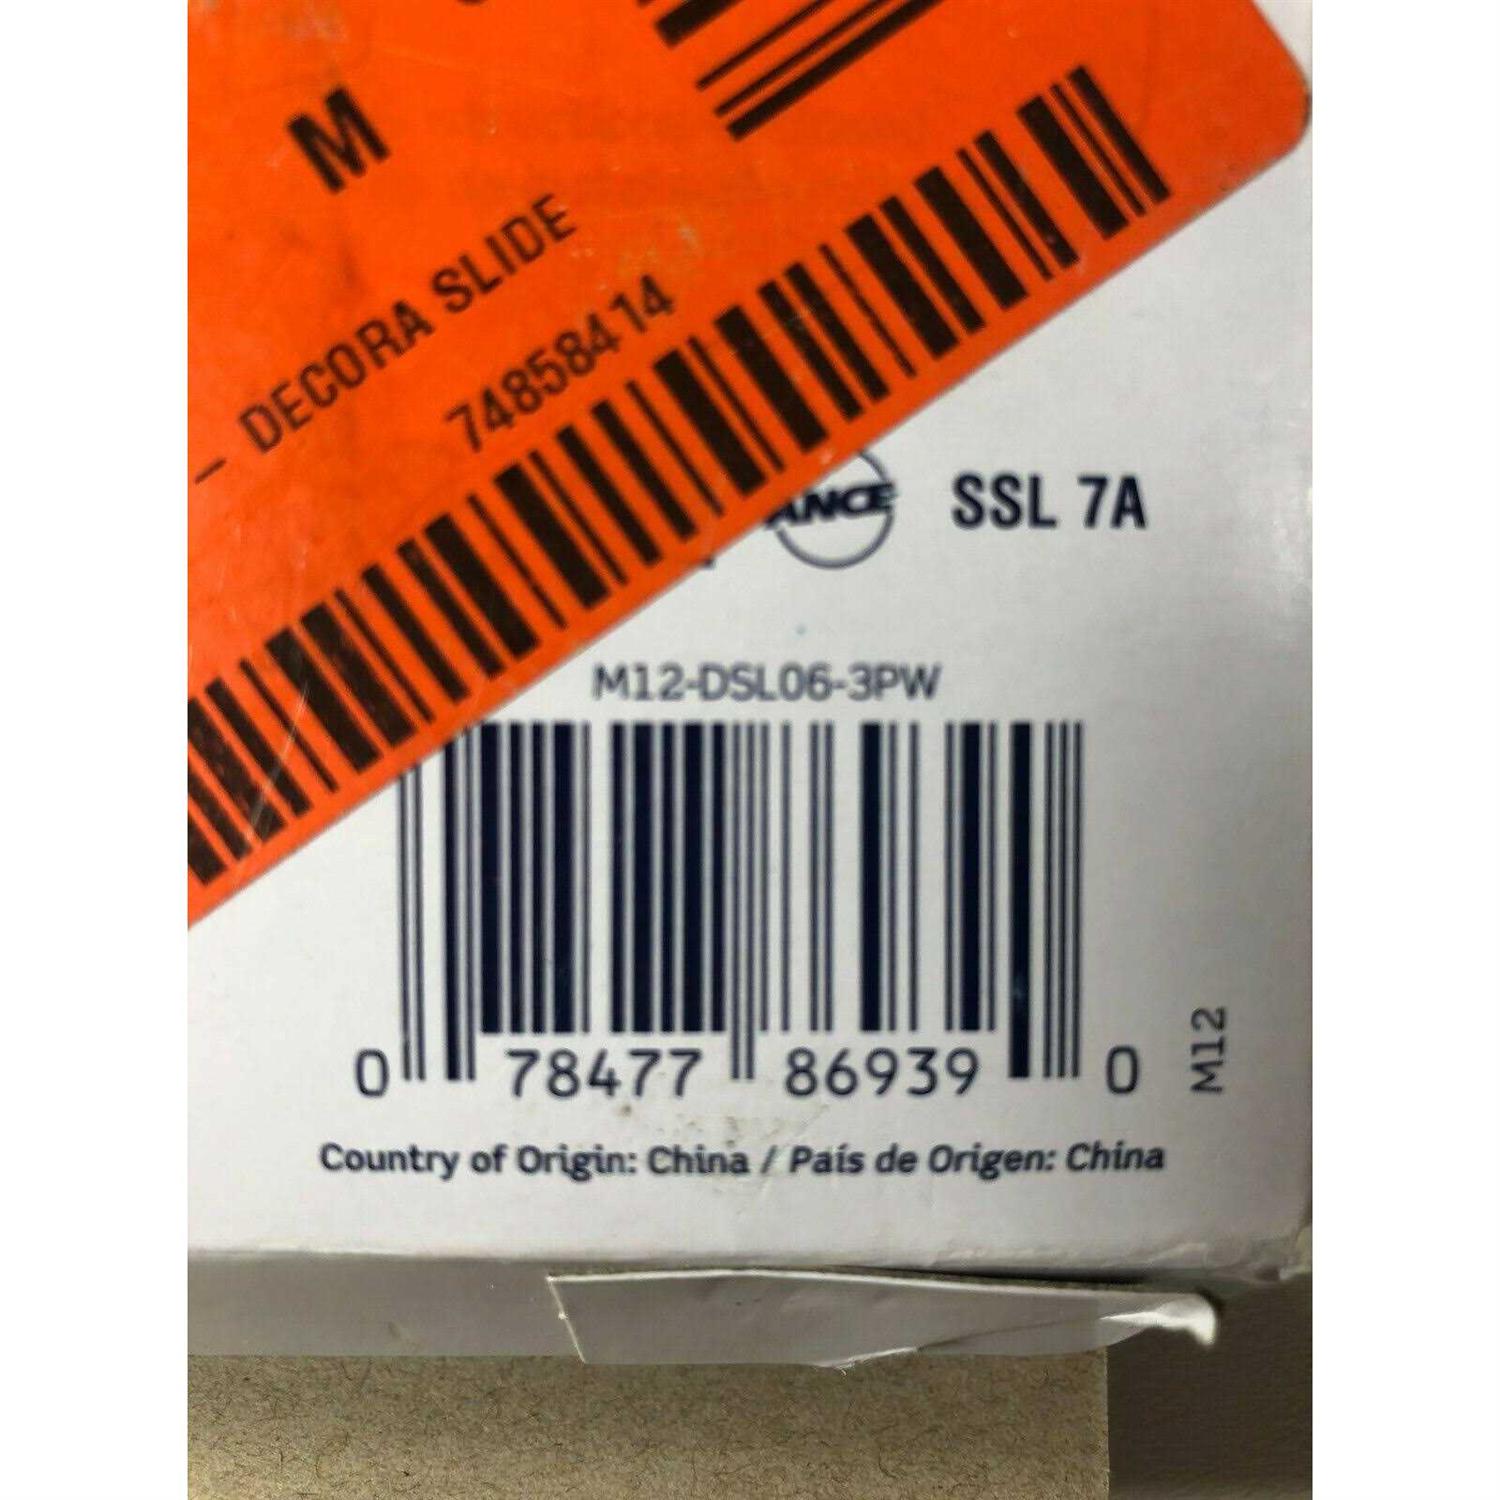 M
— DECORA SLIDE
74858414
ANCE
SSL 7A
M12-DSL06-3PW
0 78477 86939 0
M12
Country of Origin: China / País de Origen: China